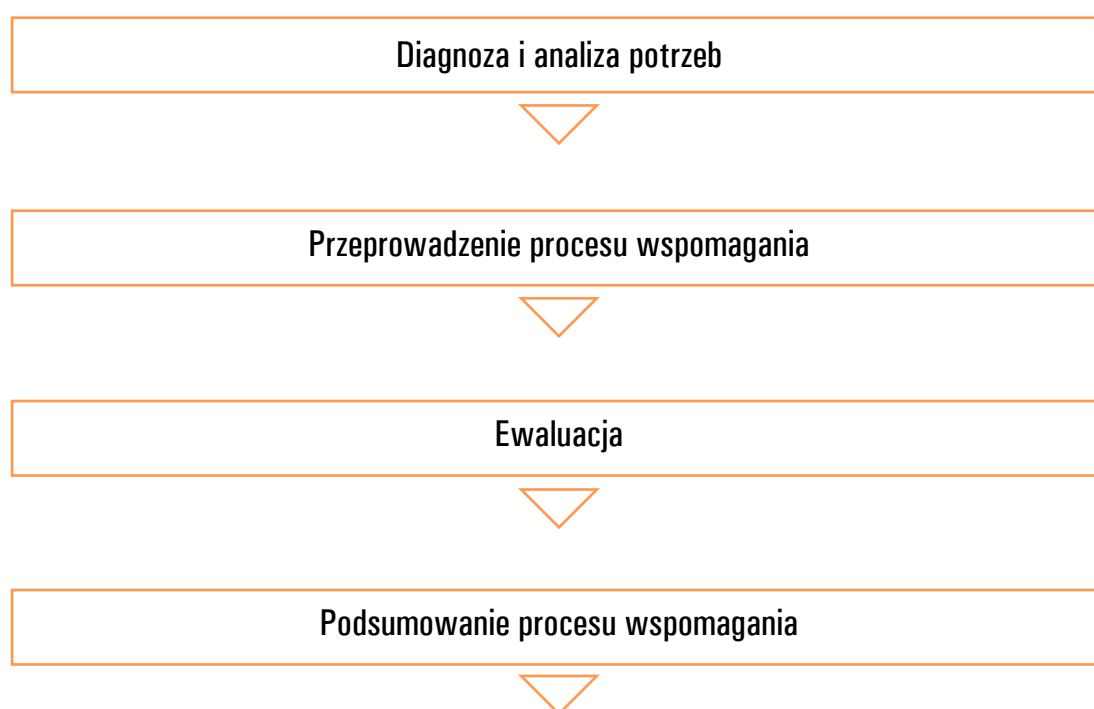 Diagnoza i analiza potrzeb
Przeprowadzenie procesu wspomagania
Ewaluacja
Podsumowanie procesu wspomagania